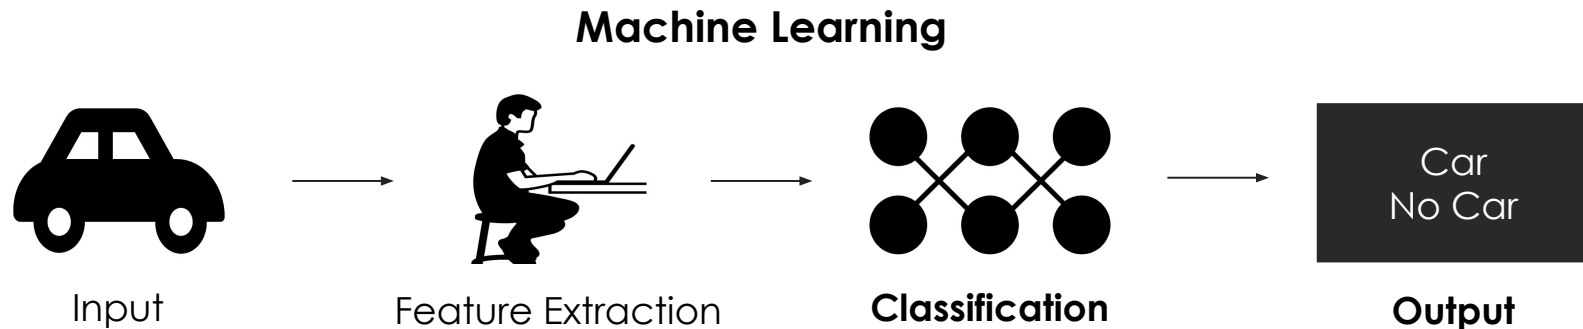 Machine Learning
Car
No Car
Input
Feature Extraction
Classification
Output